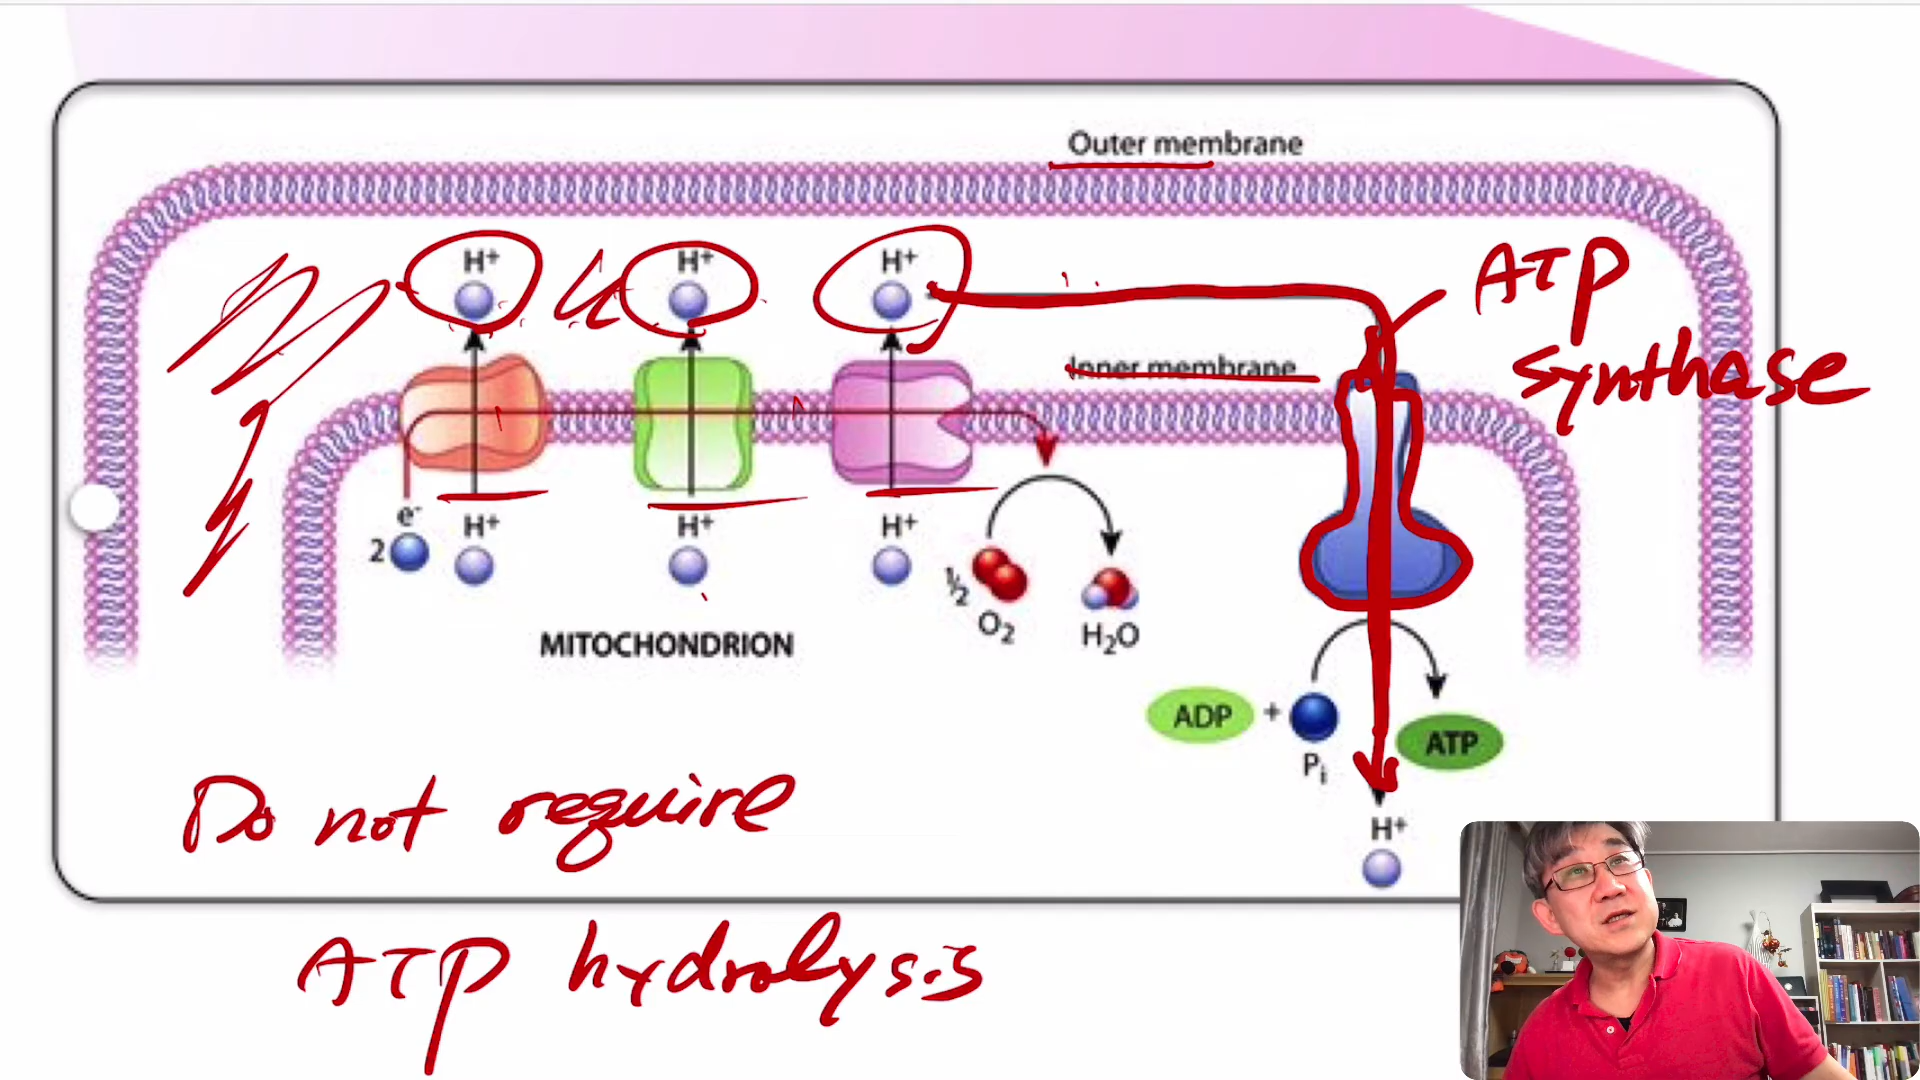 Outer membrane
H⁺
H⁺
H⁺
ATP
synthase
Inner membrane
e⁻
2
H⁺
H⁺
H⁺
½
O₂
H₂O
MITOCHONDRION
ADP
+
Pᵢ
ATP
H⁺
Do not require
ATP hydrolysis